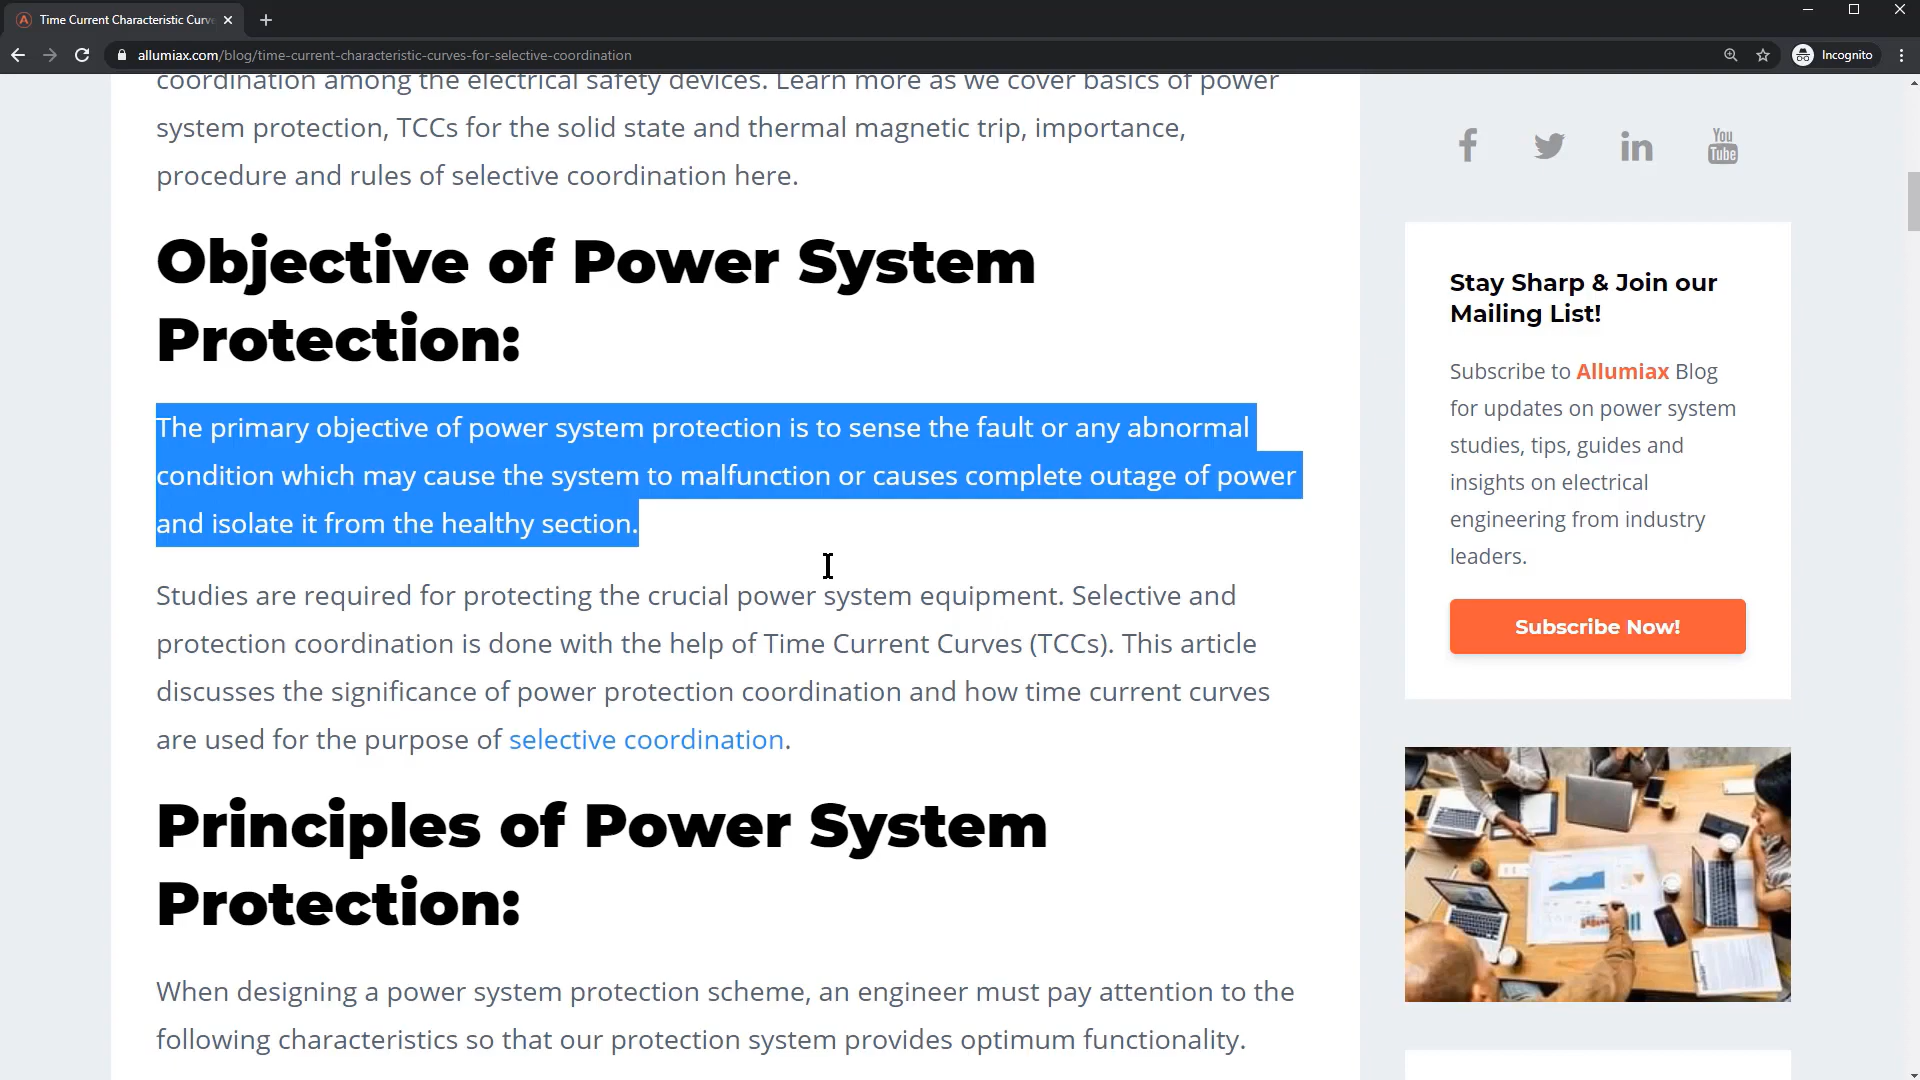 Time Current Characteristic Curv
allumiax.com/blog/time-current-characteristic-curves-for-selective-coordination
Incognito
coordination among the electrical safety devices. Learn more as we cover basics of power
system protection, TCCs for the solid state and thermal magnetic trip, importance,
procedure and rules of selective coordination here.
Objective of Power System
Protection:
The primary objective of power system protection is to sense the fault or any abnormal
condition which may cause the system to malfunction or causes complete outage of power
and isolate it from the healthy section.
Studies are required for protecting the crucial power system equipment. Selective and
protection coordination is done with the help of Time Current Curves (TCCs). This article
discusses the significance of power protection coordination and how time current curves
are used for the purpose of selective coordination.
Principles of Power System
Protection:
When designing a power system protection scheme, an engineer must pay attention to the
following characteristics so that our protection system provides optimum functionality.
You
Tube
Stay Sharp & Join our
Mailing List!
Subscribe to Allumiax Blog
for updates on power system
studies, tips, guides and
insights on electrical
engineering from industry
leaders.
Subscribe Now!